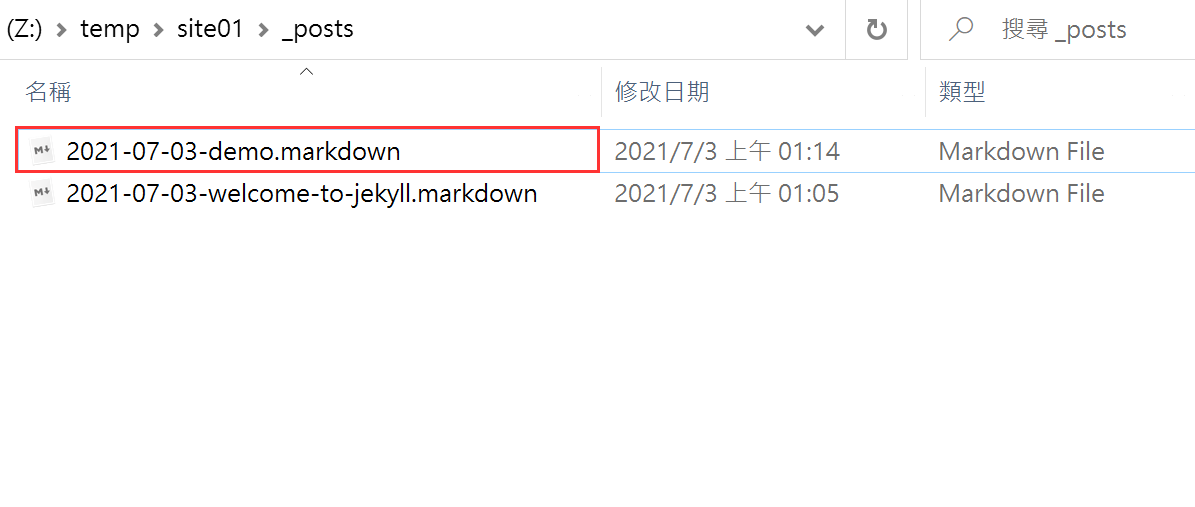 (Z:) > temp > site01 > _posts 搜尋 _posts
名稱 修改日期 類型
2021-07-03-demo.markdown 2021/7/3 上午 01:14 Markdown File
2021-07-03-welcome-to-jekyll.markdown 2021/7/3 上午 01:05 Markdown File